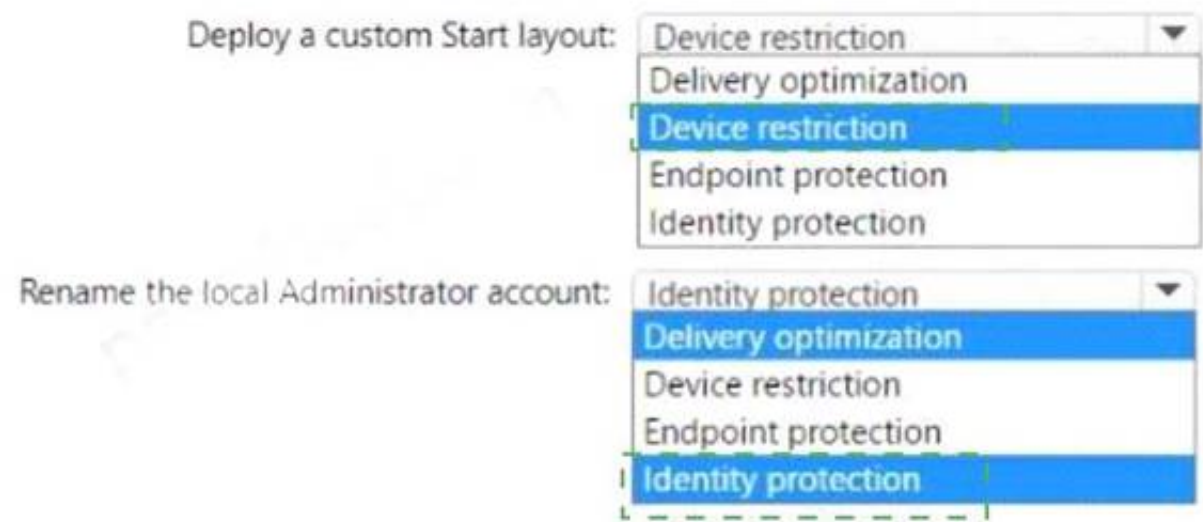 Deploy a custom Start layout: Device restriction
Delivery optimization
Device restriction
Endpoint protection
Identity protection
Rename the local Administrator account: Identity protection
Delivery optimization
Device restriction
Endpoint protection
Identity protection